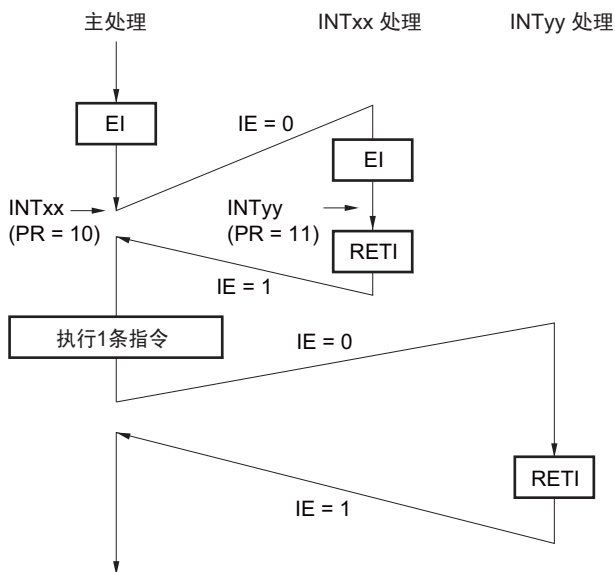 主处理
INTxx 处理
INTyy 处理
EI
IE = 0
EI
INTxx
(PR = 10)
INTyy
(PR = 11)
RETI
IE = 1
执行1条指令
IE = 0
RETI
IE = 1